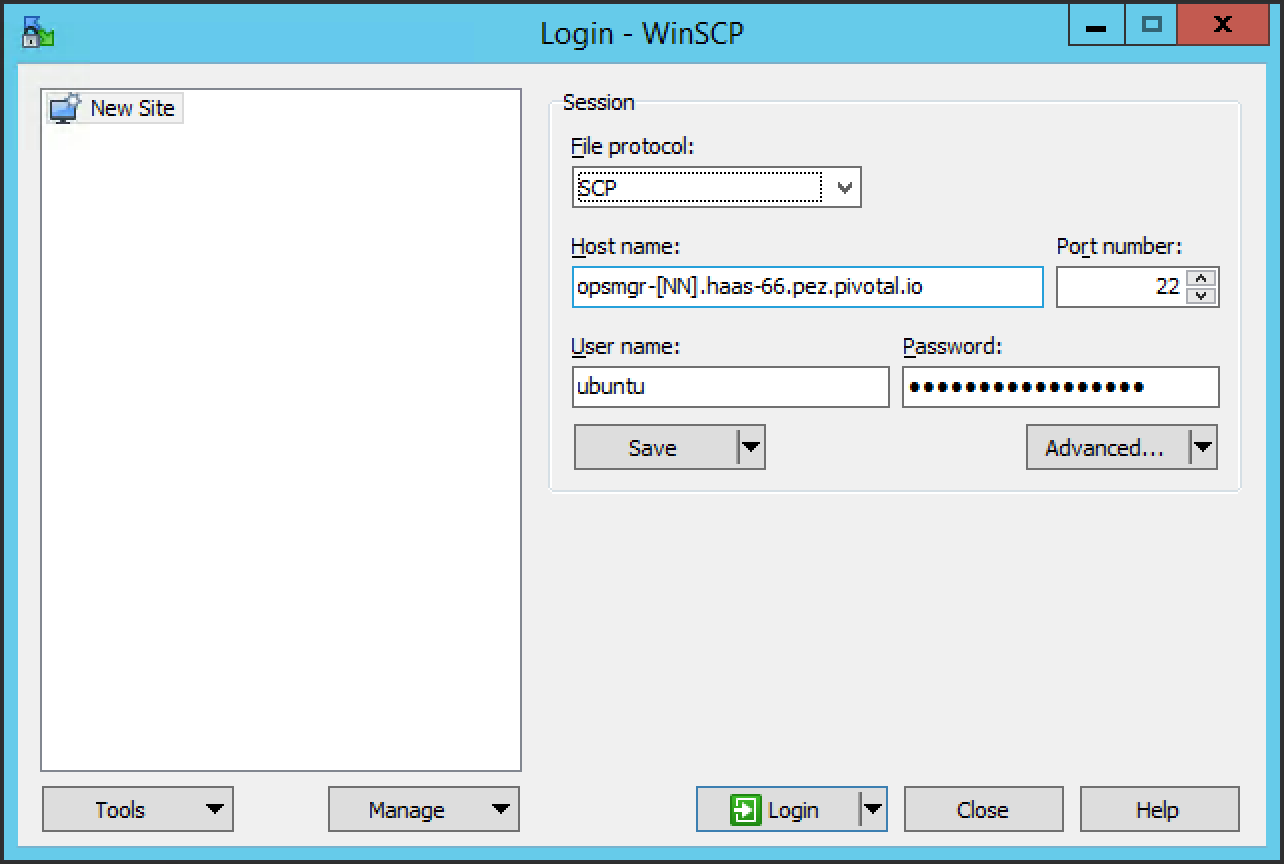 Login - WinSCP
New Site
Session
File protocol:
SCP
Host name:
Port number:
opsmgr-[NN].haas-66.pez.pivotal.io
22
User name:
Password:
ubuntu
•••••••••••••••••
Save
Advanced...
Tools
Manage
Login
Close
Help